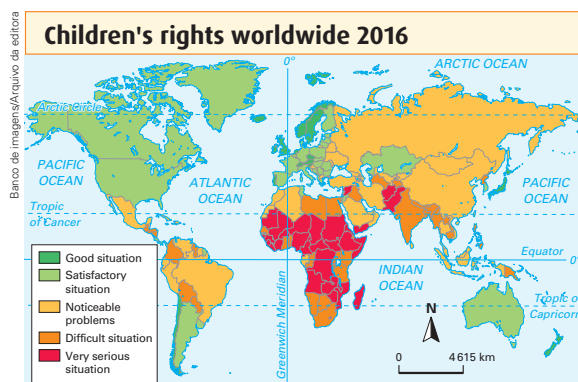 Banco de imagens/Arquivo da editora
Children's rights worldwide 2016
0°
ARCTIC OCEAN
Arctic Circle
PACIFIC
OCEAN
ATLANTIC
OCEAN
PACIFIC
OCEAN
Tropic
of Cancer
Equator
0°
INDIAN
OCEAN
Greenwich Meridian
Tropic of
Capricorn
Good situation
Satisfactory
situation
Noticeable
problems
Difficult situation
Very serious
situation
N
0
4615 km